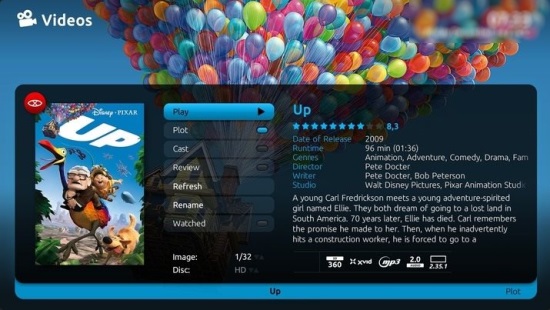 Videos
DISNEY · PIXAR
UP
Play
Plot
Cast
Review
Refresh
Rename
Watched
Image: 1/32
Disc: HD
Up
8,3
Date of Release 2009
Runtime 96 min (01:36)
Genres Animation, Adventure, Comedy, Drama, Fam
Director Pete Docter
Writer Pete Docter, Bob Peterson
Studio Walt Disney Pictures, Pixar Animation Stud
A young Carl Fredrickson meets a young adventure-spirited
girl named Ellie. They both dream of going to a lost land in
South America. 70 years later, Ellie has died. Carl remembers
the promise he made to her. Then, when he inadvertently
hits a construction worker, he is forced to go to a
360
xvid
mp3
2.0
2.35:1
Up
Plot